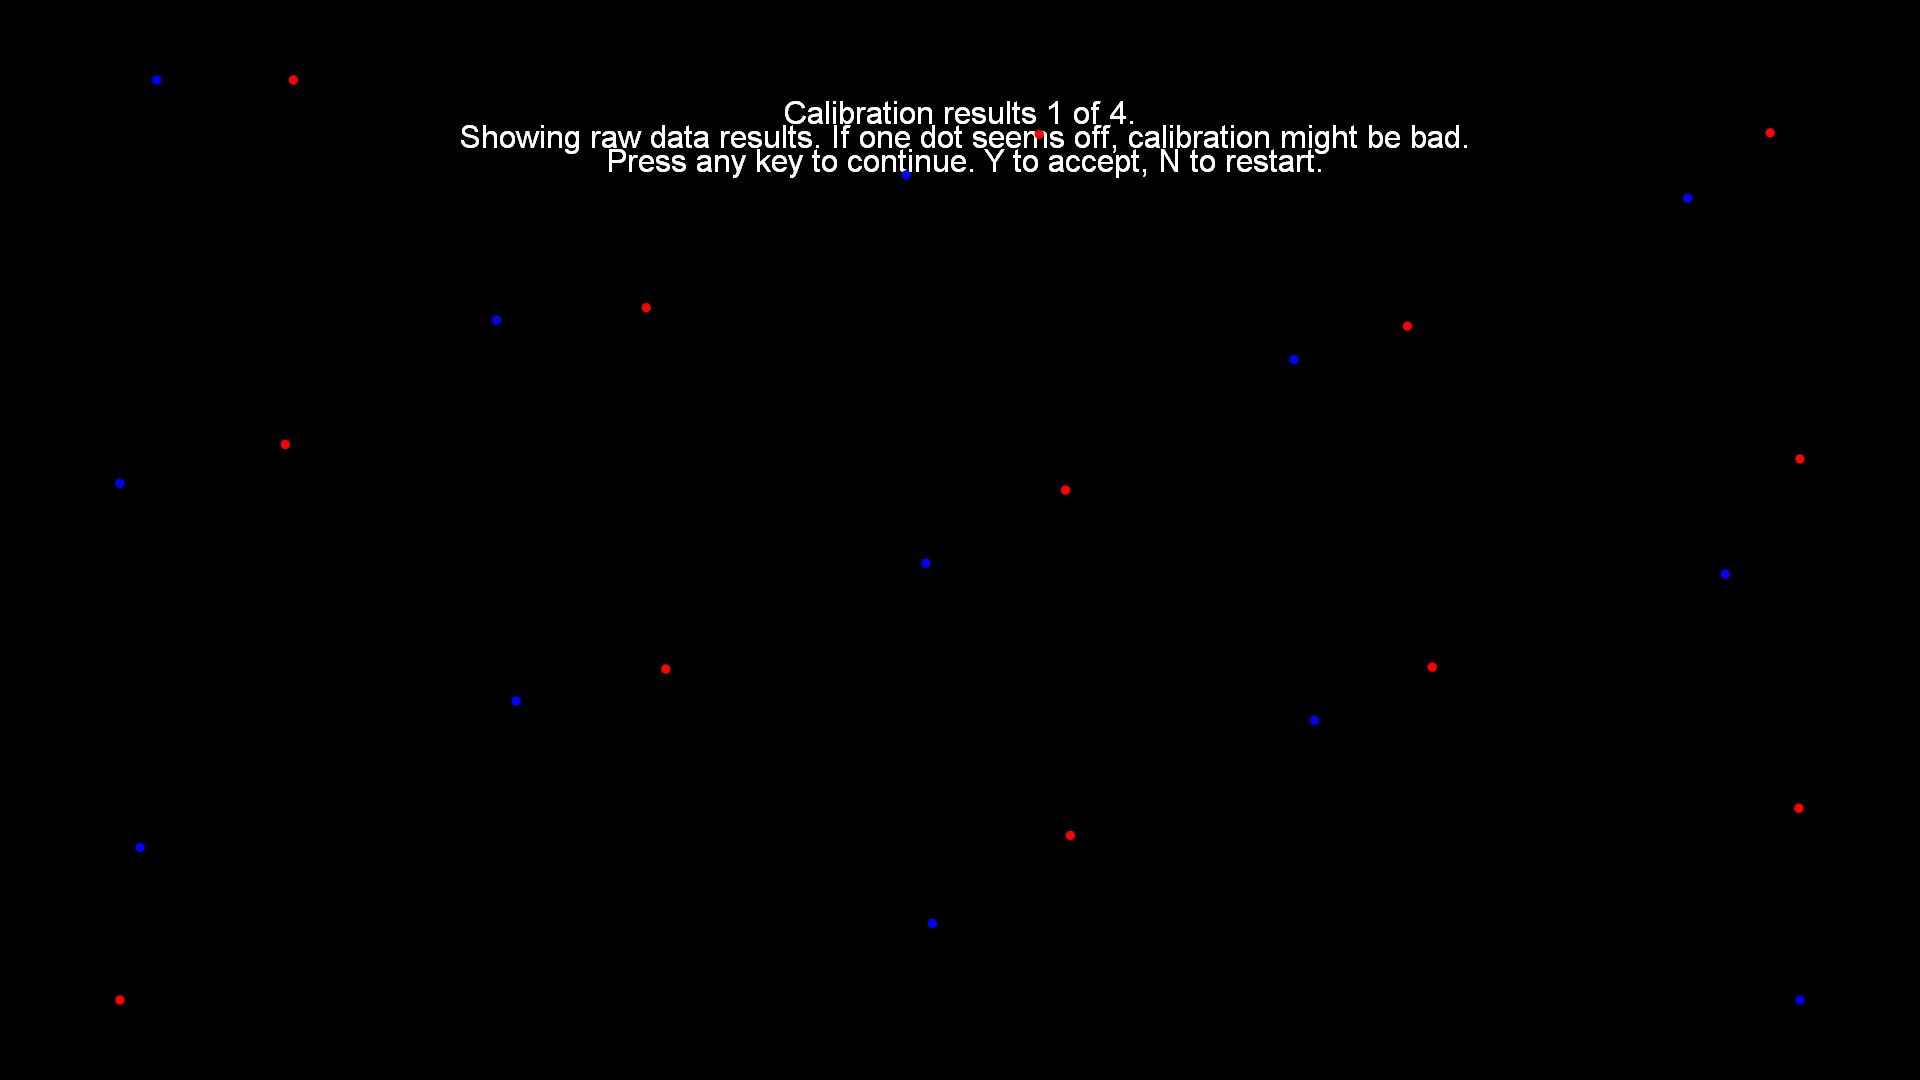 Calibration results 1 of 4.
Showing raw data results. If one dot seems off, calibration might be bad.
Press any key to continue. Y to accept, N to restart.